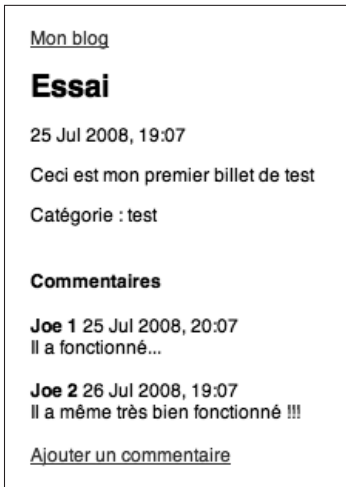 Mon blog
Essai
25 Jul 2008, 19:07
Ceci est mon premier billet de test
Catégorie : test
Commentaires
Joe 1 25 Jul 2008, 20:07
Il a fonctionné...
Joe 2 26 Jul 2008, 19:07
Il a même très bien fonctionné !!!
Ajouter un commentaire